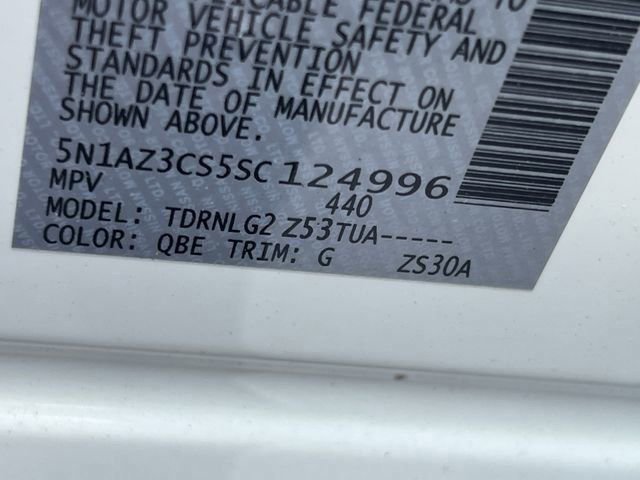 MOTOR VEHICLE SAFETY AND
THEFT PREVENTION
STANDARDS IN EFFECT ON
THE DATE OF MANUFACTURE
SHOWN ABOVE.
5N1AZ3CS5SC124996
MPV 440
MODEL: TDRNLG2 Z53TUA-----
COLOR: QBE TRIM: G ZS30A